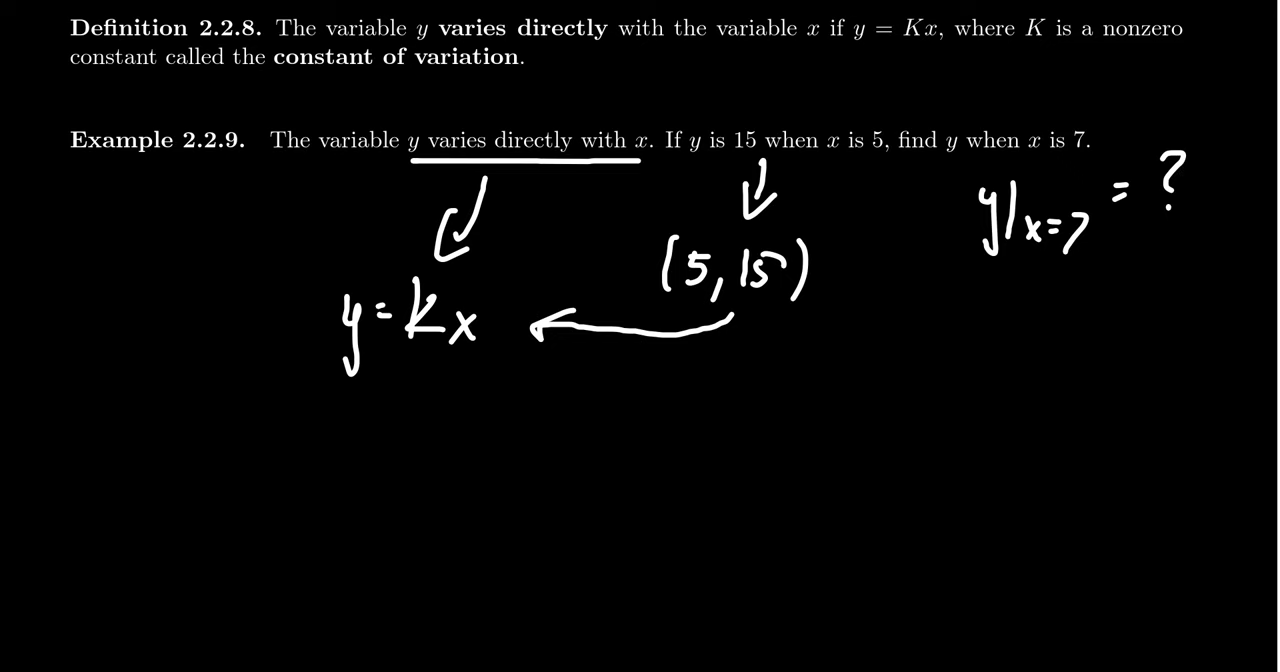 Definition 2.2.8. The variable y varies directly with the variable x if y = Kx, where K is a nonzero
constant called the constant of variation.
Example 2.2.9. The variable y varies directly with x. If y is 15 when x is 5, find y when x is 7.
y|x=7 = ?
(5, 15)
y = kx